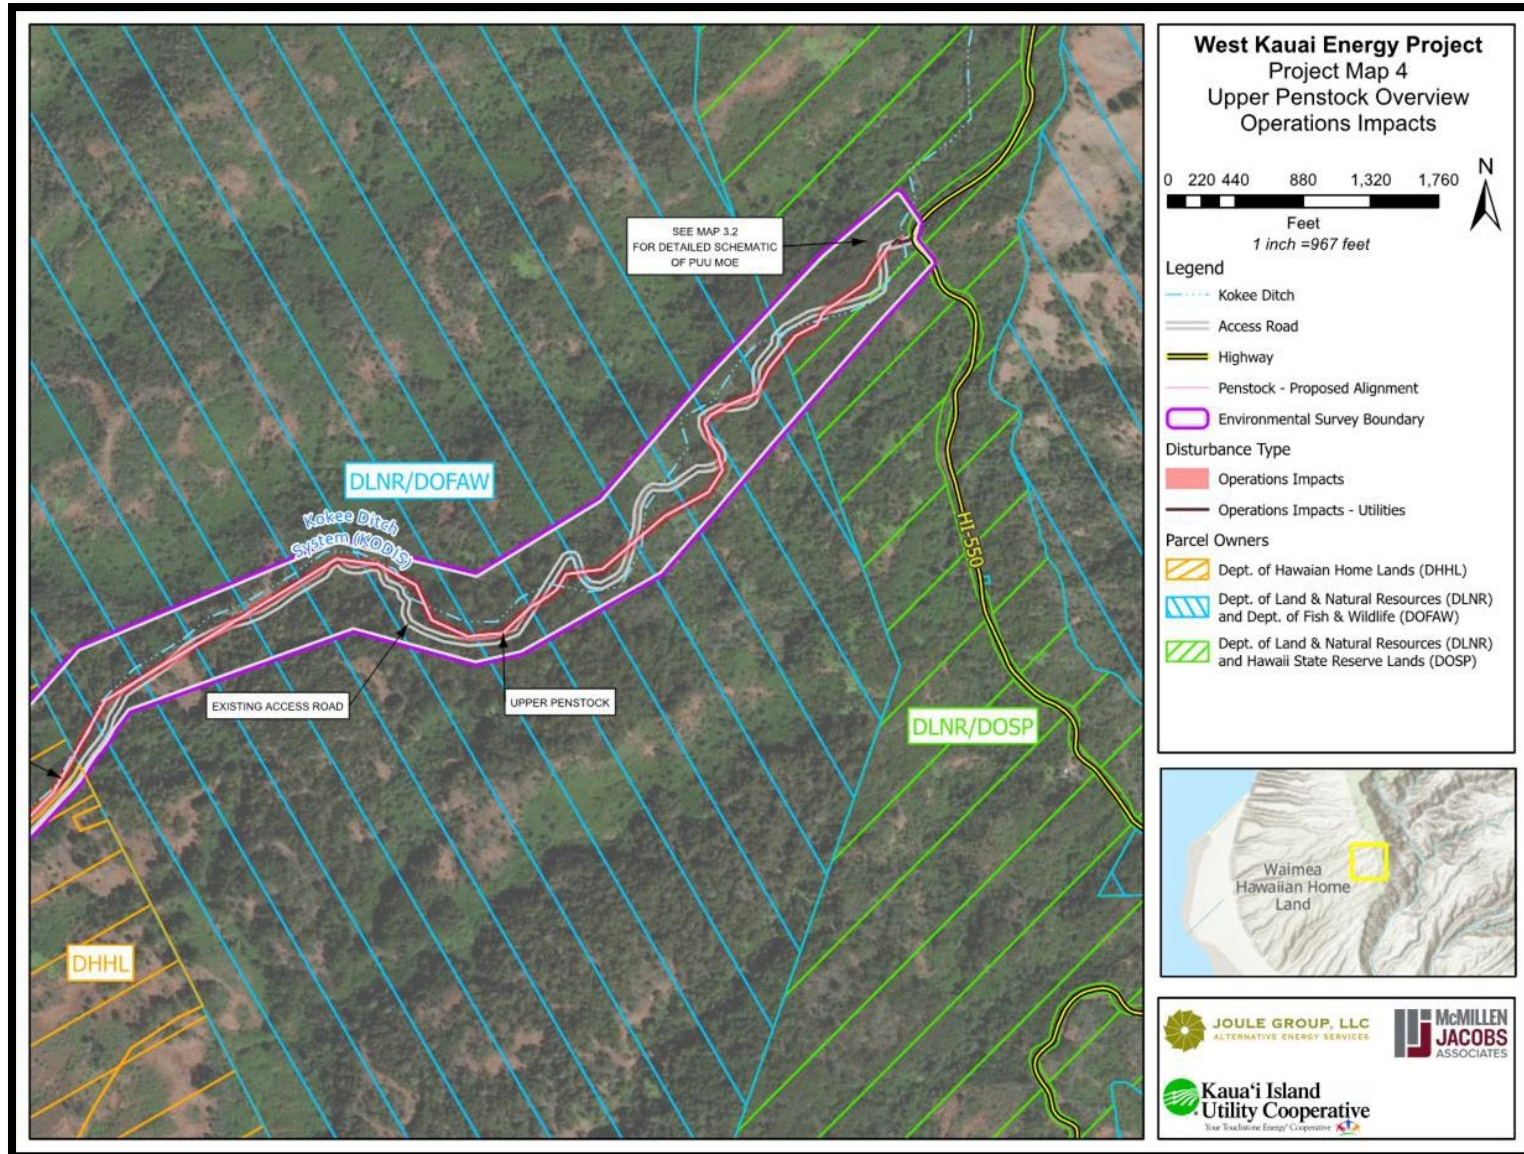 West Kauai Energy Project
Project Map 4
Upper Penstock Overview
Operations Impacts
N
0 220 440 880 1,320 1,760
Feet
1 inch =967 feet
Legend
Kokee Ditch
Access Road
Highway
Penstock - Proposed Alignment
Environmental Survey Boundary
Disturbance Type
Operations Impacts
Operations Impacts - Utilities
Parcel Owners
Dept. of Hawaiian Home Lands (DHHL)
Dept. of Land & Natural Resources (DLNR)
and Dept. of Fish & Wildlife (DOFAW)
Dept. of Land & Natural Resources (DLNR)
and Hawaii State Reserve Lands (DOSP)
SEE MAP 3.2
FOR DETAILED SCHEMATIC
OF PUU MOE
DLNR/DOFAW
Kokee Ditch
System (KODIS)
HI-550
EXISTING ACCESS ROAD
UPPER PENSTOCK
DLNR/DOSP
DHHL
Waimea
Hawaiian Home
Land
JOULE GROUP, LLC
ALTERNATIVE ENERGY SERVICES
McMILLEN
JACOBS
ASSOCIATES
Kaua‘i Island
Utility Cooperative
Your Touchstone Energy® Cooperative